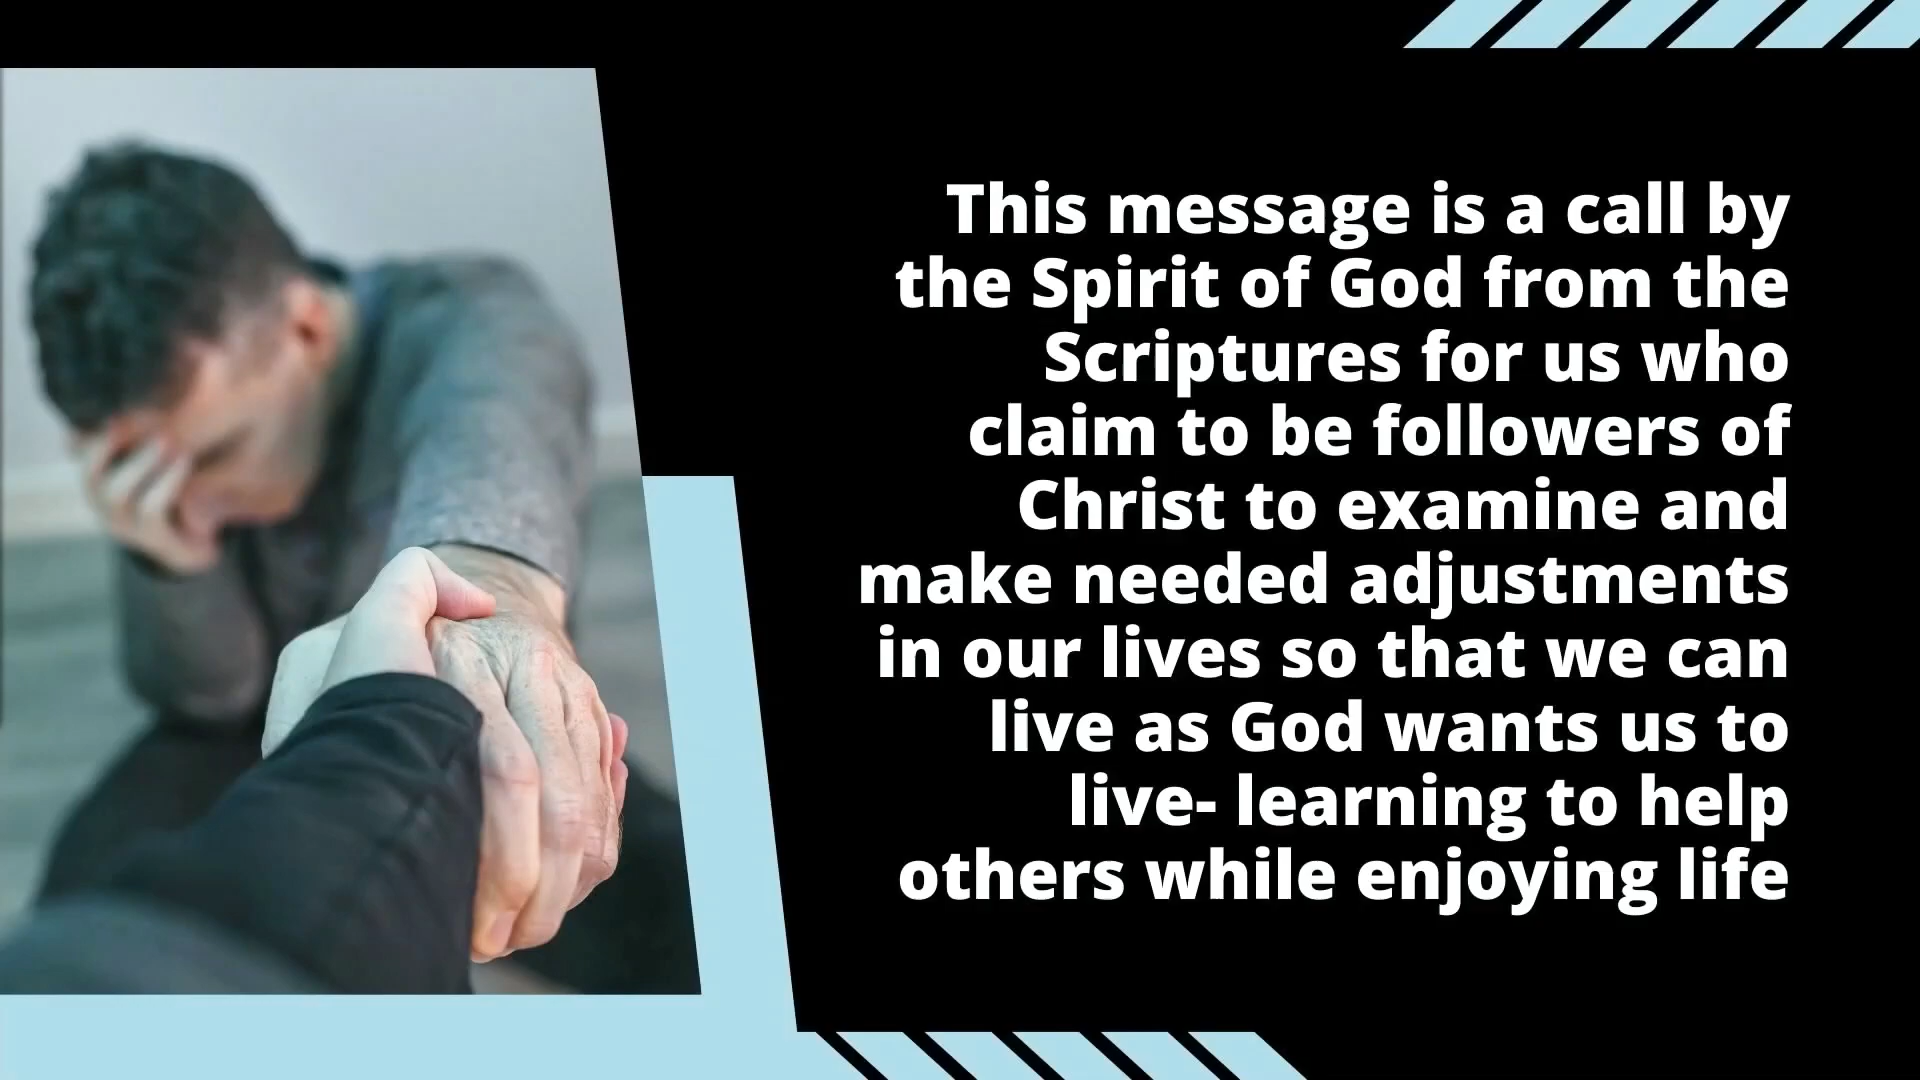 This message is a call by
the Spirit of God from the
Scriptures for us who
claim to be followers of
Christ to examine and
make needed adjustments
in our lives so that we can
live as God wants us to
live- learning to help
others while enjoying life